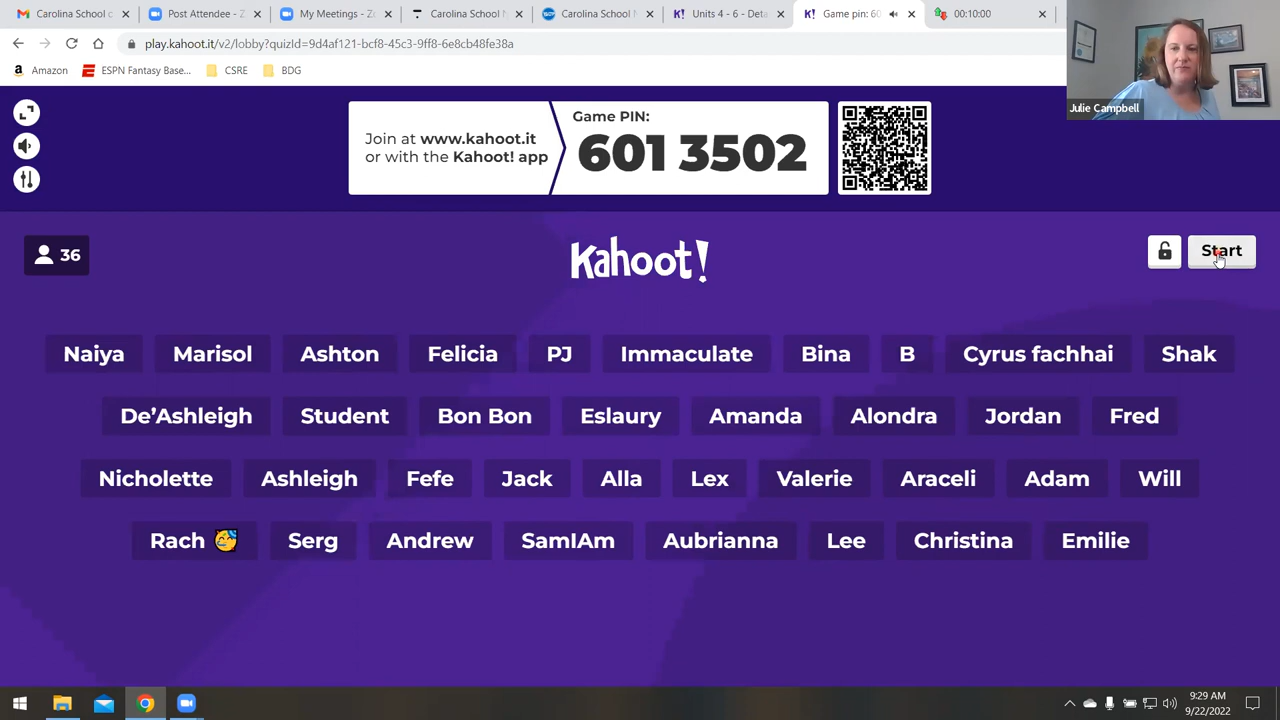 Carolina School o
Post Attendee - Z
My Meetings - Zo
Carolina School N
Carolina School M
Units 4 - 6 - Deta
Game pin: 60
00:10:00
play.kahoot.it/v2/lobby?quizId=9d4af121-bcf8-45c3-9ff8-6e8cb48fe38a
Amazon
ESPN Fantasy Base...
CSRE
BDG
Julie Campbell
Join at www.kahoot.it
or with the Kahoot! app
Game PIN:
601 3502
36
Kahoot!
Start
Naiya Marisol Ashton Felicia PJ Immaculate Bina B Cyrus fachhai Shak
De’Ashleigh Student Bon Bon Eslaury Amanda Alondra Jordan Fred
Nicholette Ashleigh Fefe Jack Alla Lex Valerie Araceli Adam Will
Rach 🥳 Serg Andrew SamIAm Aubrianna Lee Christina Emilie
9:29 AM
9/22/2022